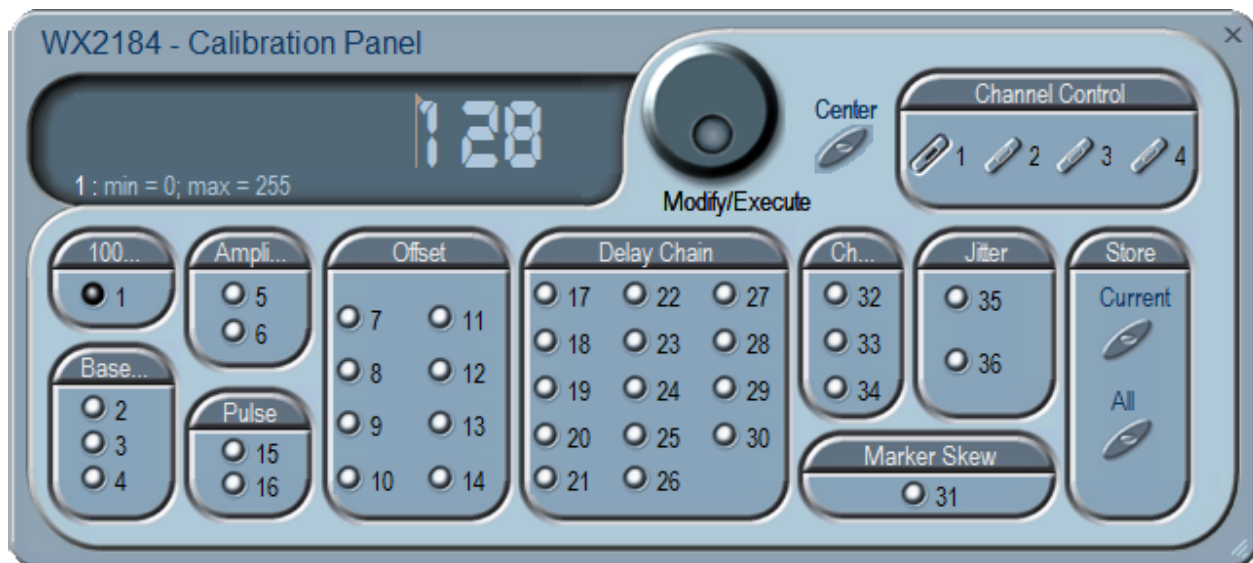 WX2184 - Calibration Panel
128
1 : min = 0; max = 255
Modify/Execute
Center
Channel Control
1 2 3 4
100...
1
Base...
2
3
4
Ampli...
5
6
Pulse
15
16
Offset
7 11
8 12
9 13
10 14
Delay Chain
17 22 27
18 23 28
19 24 29
20 25 30
21 26
Ch...
32
33
34
Jitter
35
36
Marker Skew
31
Store
Current
All